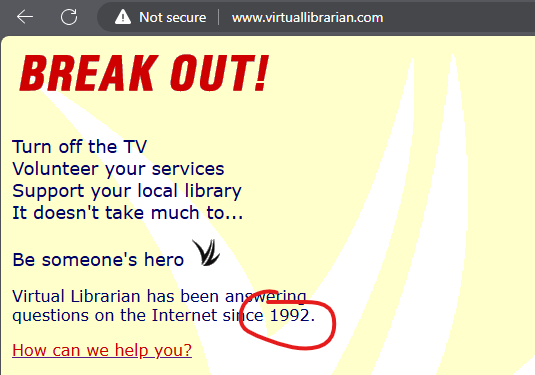 Not secure | www.virtuallibrarian.com
BREAK OUT!
Turn off the TV
Volunteer your services
Support your local library
It doesn't take much to...
Be someone's hero
Virtual Librarian has been answering
questions on the Internet since 1992.
How can we help you?